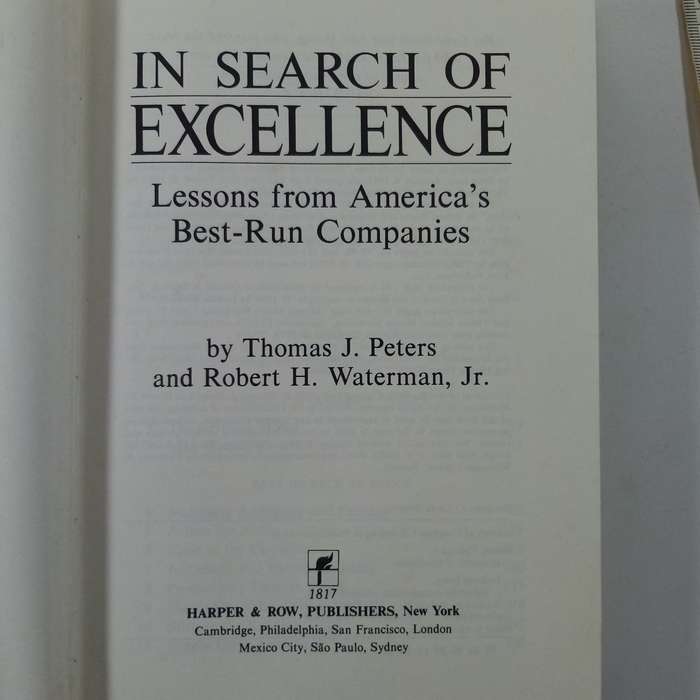 IN SEARCH OF
EXCELLENCE
Lessons from America's
Best-Run Companies
by Thomas J. Peters
and Robert H. Waterman, Jr.
1817
HARPER & ROW, PUBLISHERS, New York
Cambridge, Philadelphia, San Francisco, London
Mexico City, São Paulo, Sydney